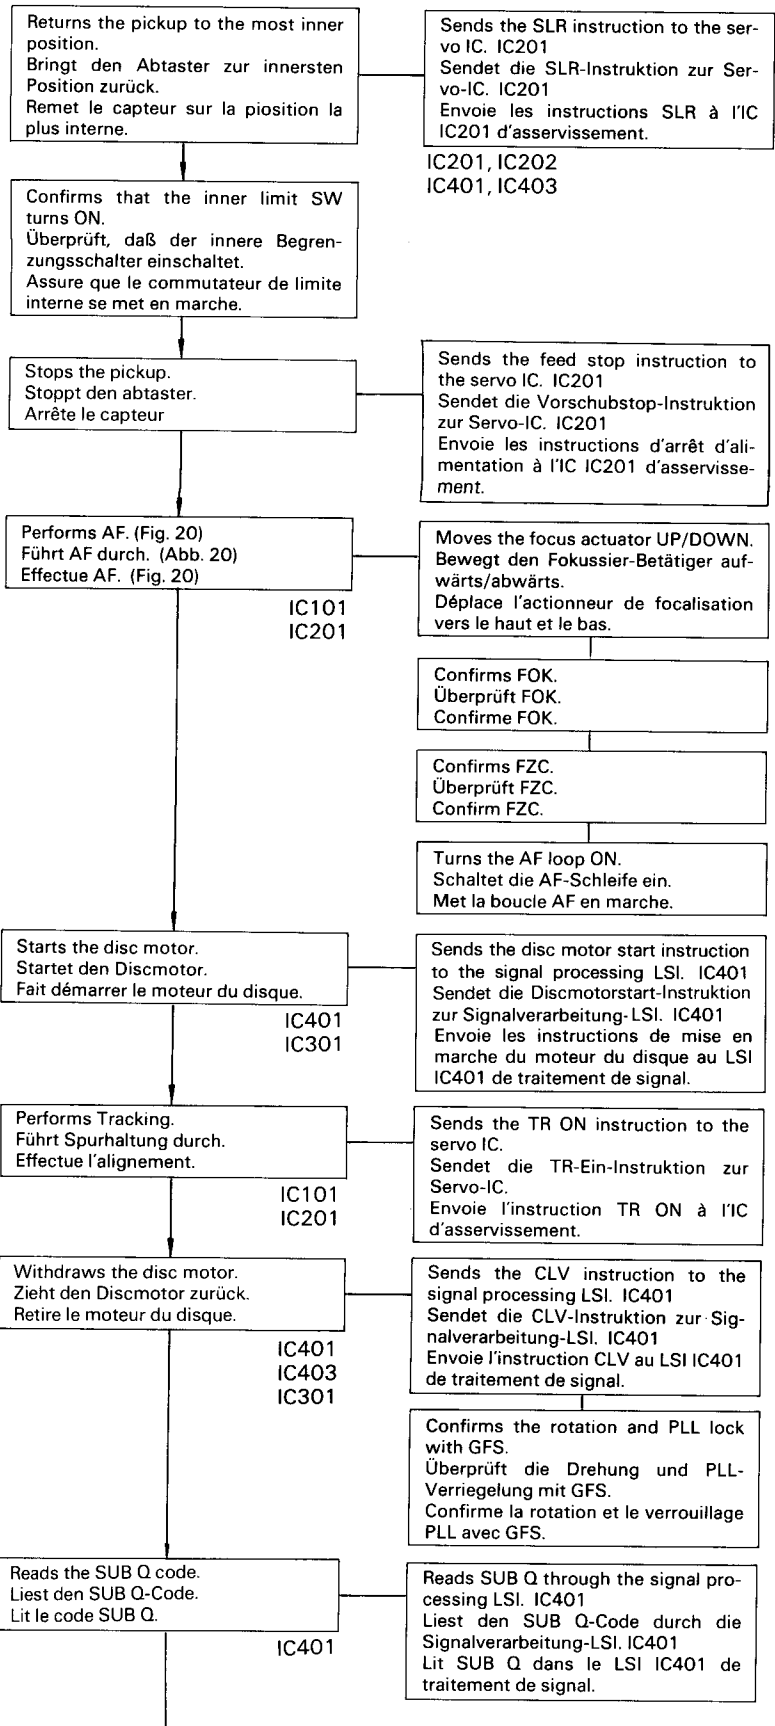 Returns the pickup to the most inner
position.
Bringt den Abtaster zur innersten
Position zurück.
Remet le capteur sur la piosition la
plus interne.
Sends the SLR instruction to the ser-
vo IC. IC201
Sendet die SLR-Instruktion zur Ser-
vo-IC. IC201
Envoie les instructions SLR à l'IC
IC201 d'asservissement.
IC201, IC202
IC401, IC403
Confirms that the inner limit SW
turns ON.
Überprüft, daß der innere Begren-
zungsschalter einschaltet.
Assure que le commutateur de limite
interne se met en marche.
Stops the pickup.
Stoppt den abtaster.
Arrête le capteur
Sends the feed stop instruction to
the servo IC. IC201
Sendet die Vorschubstop-Instruktion
zur Servo-IC. IC201
Envoie les instructions d'arrêt d'ali-
mentation à l'IC IC201 d'asservisse-
ment.
Performs AF. (Fig. 20)
Führt AF durch. (Abb. 20)
Effectue AF. (Fig. 20)
IC101
IC201
Moves the focus actuator UP/DOWN.
Bewegt den Fokussier-Betätiger auf-
wärts/abwärts.
Déplace l'actionneur de focalisation
vers le haut et le bas.
Confirms FOK.
Überprüft FOK.
Confirme FOK.
Confirms FZC.
Überprüft FZC.
Confirm FZC.
Turns the AF loop ON.
Schaltet die AF-Schleife ein.
Met la boucle AF en marche.
Starts the disc motor.
Startet den Discmotor.
Fait démarrer le moteur du disque.
IC401
IC301
Sends the disc motor start instruction
to the signal processing LSI. IC401
Sendet die Discmotorstart-Instruktion
zur Signalverarbeitung-LSI. IC401
Envoie les instructions de mise en
marche du moteur du disque au LSI
IC401 de traitement de signal.
Performs Tracking.
Führt Spurhaltung durch.
Effectue l'alignement.
IC101
IC201
Sends the TR ON instruction to the
servo IC.
Sendet die TR-Ein-Instruktion zur
Servo-IC.
Envoie l'instruction TR ON à l'IC
d'asservissement.
Withdraws the disc motor.
Zieht den Discmotor zurück.
Retire le moteur du disque.
IC401
IC403
IC301
Sends the CLV instruction to the
signal processing LSI. IC401
Sendet die CLV-Instruktion zur Sig-
nalverarbeitung-LSI. IC401
Envoie l'instruction CLV au LSI IC401
de traitement de signal.
Confirms the rotation and PLL lock
with GFS.
Überprüft die Drehung und PLL-
Verriegelung mit GFS.
Confirme la rotation et le verrouillage
PLL avec GFS.
Reads the SUB Q code.
Liest den SUB Q-Code.
Lit le code SUB Q.
IC401
Reads SUB Q through the signal pro-
cessing LSI. IC401
Liest den SUB Q-Code durch die
Signalverarbeitung-LSI. IC401
Lit SUB Q dans le LSI IC401 de
traitement de signal.